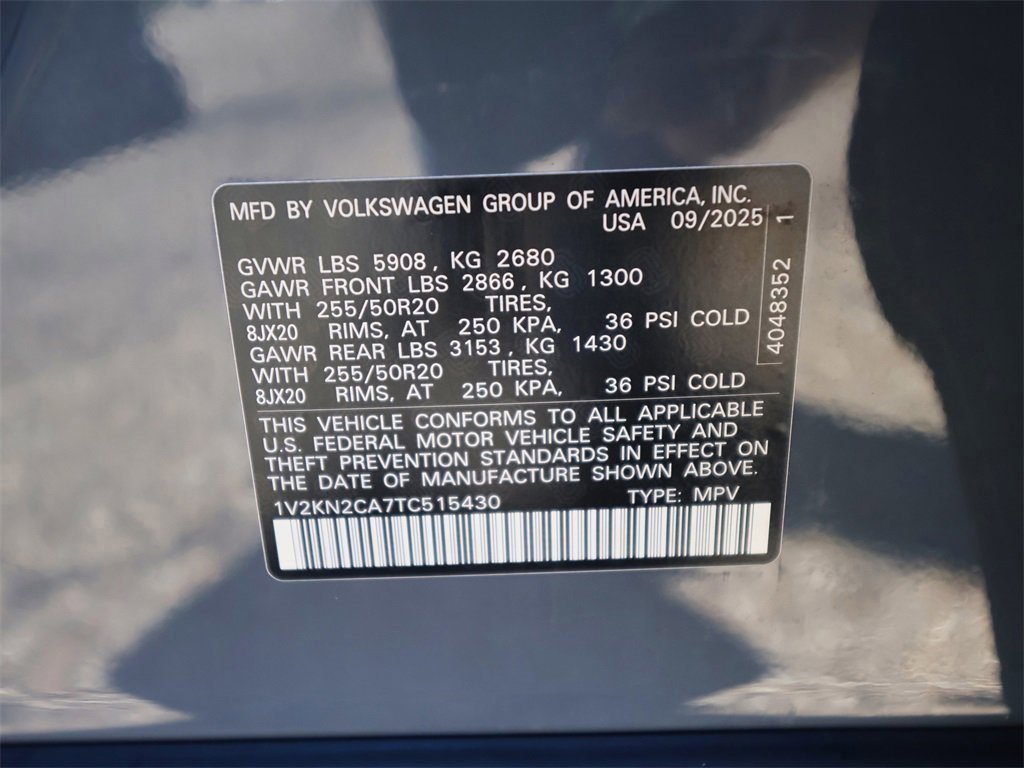 MFD BY VOLKSWAGEN GROUP OF AMERICA, INC.
USA 09/2025
GVWR LBS 5908, KG 2680
GAWR FRONT LBS 2866, KG 1300
WITH 255/50R20 TIRES,
8JX20 RIMS, AT 250 KPA, 36 PSI COLD
GAWR REAR LBS 3153, KG 1430
WITH 255/50R20 TIRES,
8JX20 RIMS, AT 250 KPA, 36 PSI COLD
4048352 1
THIS VEHICLE CONFORMS TO ALL APPLICABLE
U.S. FEDERAL MOTOR VEHICLE SAFETY AND
THEFT PREVENTION STANDARDS IN EFFECT ON
THE DATE OF MANUFACTURE SHOWN ABOVE.
1V2KN2CA7TC515430 TYPE: MPV